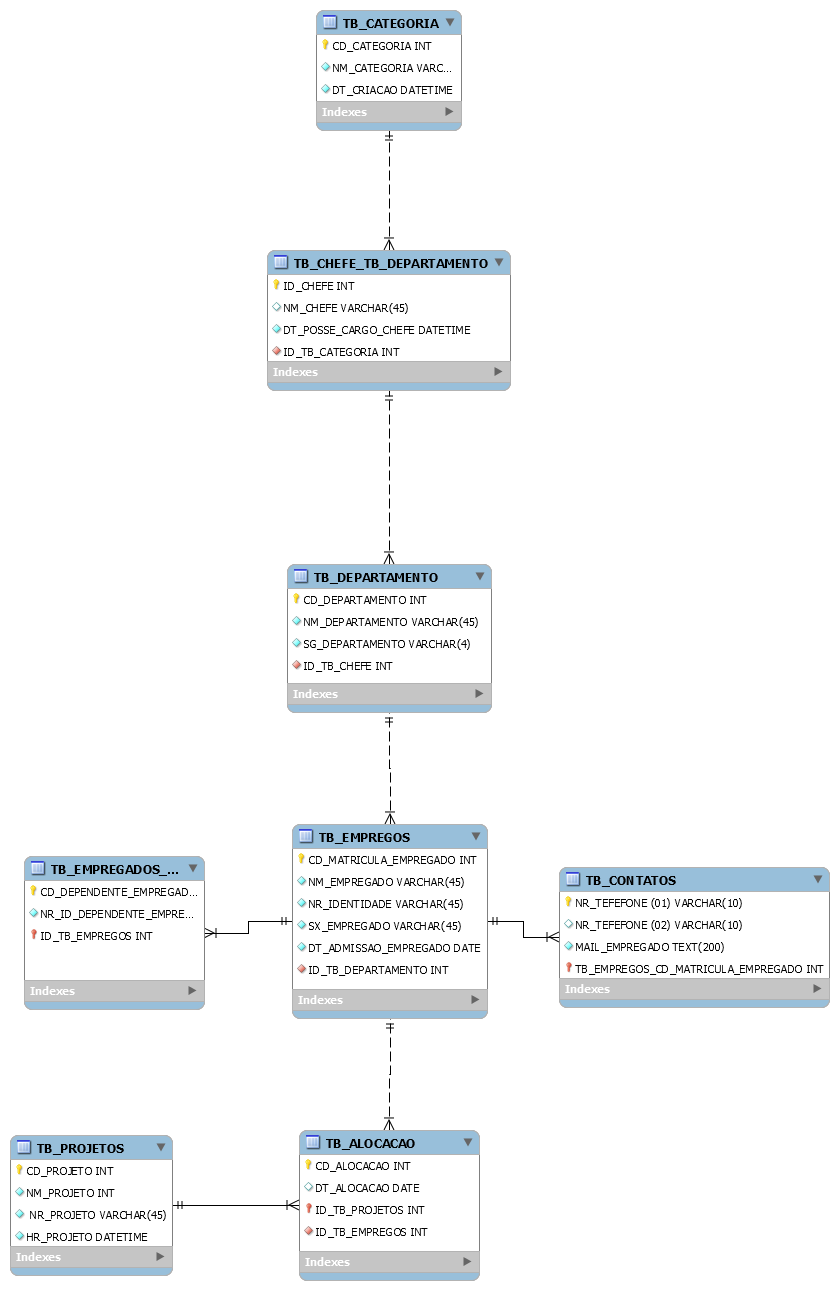 TB_CATEGORIA
CD_CATEGORIA INT
NM_CATEGORIA VARC...
DT_CRIACAO DATETIME
Indexes
TB_CHEFE_TB_DEPARTAMENTO
ID_CHEFE INT
NM_CHEFE VARCHAR(45)
DT_POSSE_CARGO_CHEFE DATETIME
ID_TB_CATEGORIA INT
Indexes
TB_DEPARTAMENTO
CD_DEPARTAMENTO INT
NM_DEPARTAMENTO VARCHAR(45)
SG_DEPARTAMENTO VARCHAR(4)
ID_TB_CHEFE INT
Indexes
TB_EMPREGADOS_...
CD_DEPENDENTE_EMPREGAD...
NR_ID_DEPENDENTE_EMPRE...
ID_TB_EMPREGOS INT
Indexes
TB_EMPREGOS
CD_MATRICULA_EMPREGADO INT
NM_EMPREGADO VARCHAR(45)
NR_IDENTIDADE VARCHAR(45)
SX_EMPREGADO VARCHAR(45)
DT_ADMISSAO_EMPREGADO DATE
ID_TB_DEPARTAMENTO INT
Indexes
TB_CONTATOS
NR_TEFEFONE (01) VARCHAR(10)
NR_TEFEFONE (02) VARCHAR(10)
MAIL_EMPREGADO TEXT(200)
TB_EMPREGOS_CD_MATRICULA_EMPREGADO INT
Indexes
TB_PROJETOS
CD_PROJETO INT
NM_PROJETO INT
NR_PROJETO VARCHAR(45)
HR_PROJETO DATETIME
Indexes
TB_ALOCACAO
CD_ALOCACAO INT
DT_ALOCACAO DATE
ID_TB_PROJETOS INT
ID_TB_EMPREGOS INT
Indexes